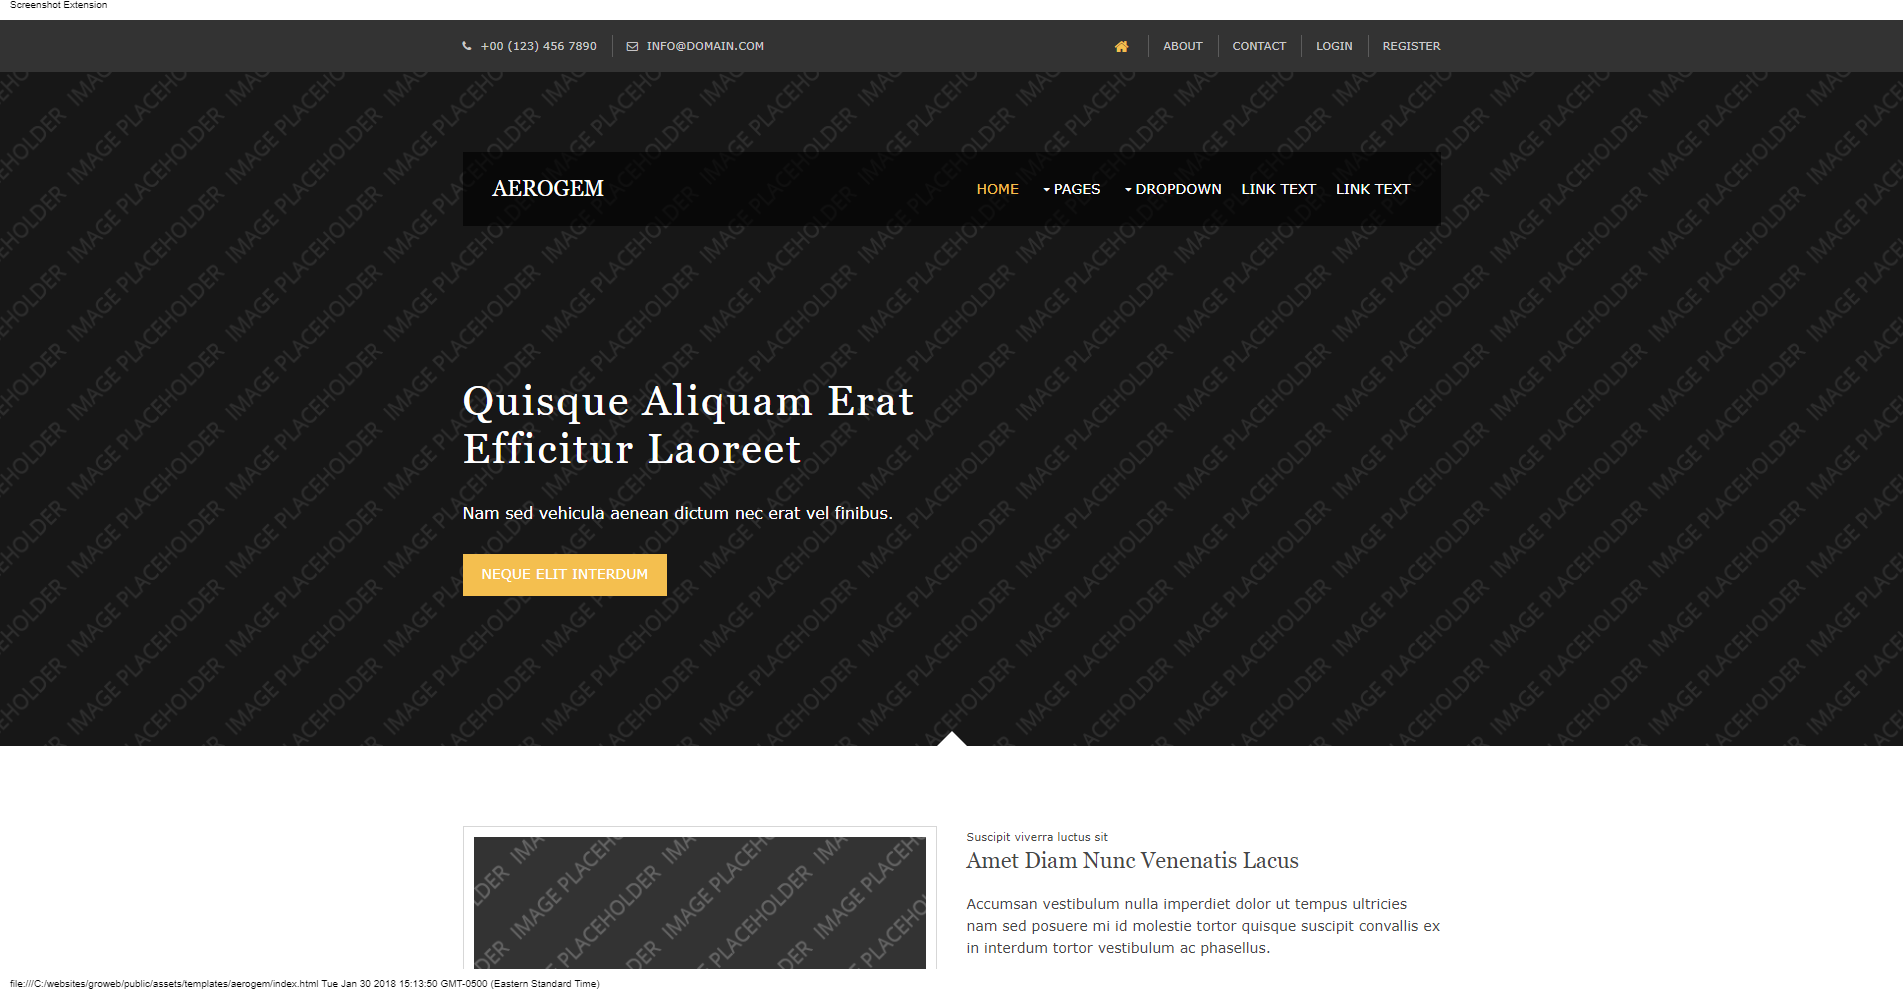 Screenshot Extension
+00 (123) 456 7890 INFO@DOMAIN.COM ABOUT CONTACT LOGIN REGISTER
AEROGEM HOME PAGES DROPDOWN LINK TEXT LINK TEXT
Quisque Aliquam Erat
Efficitur Laoreet
Nam sed vehicula aenean dictum nec erat vel finibus.
NEQUE ELIT INTERDUM
IMAGE PLACEHOLDER
Suscipit viverra luctus sit
Amet Diam Nunc Venenatis Lacus
Accumsan vestibulum nulla imperdiet dolor ut tempus ultricies
nam sed posuere mi id molestie tortor quisque suscipit convallis ex
in interdum tortor vestibulum ac phasellus.
IMAGE PLACEHOLDER
file:///C:/websites/groweb/public/assets/templates/aerogem/index.html Tue Jan 30 2018 15:13:50 GMT-0500 (Eastern Standard Time)